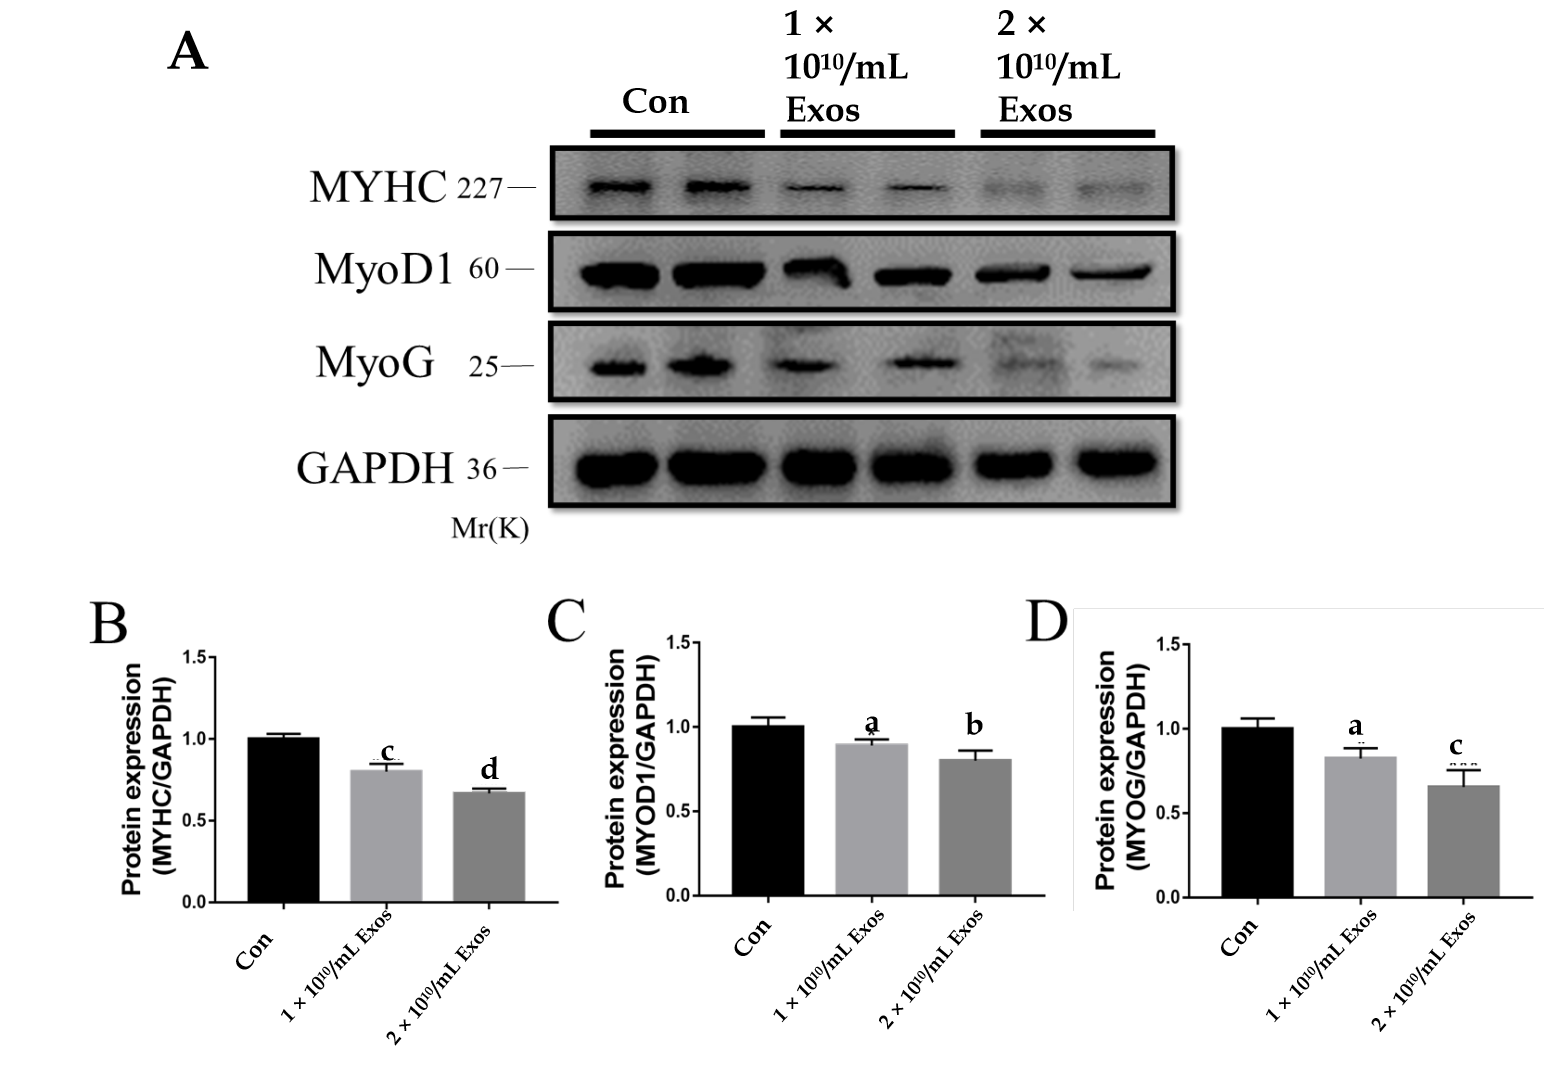 A
Con
1 ×
10¹⁰/mL
Exos
2 ×
10¹⁰/mL
Exos
MYHC 227
MyoD1 60
MyoG 25
GAPDH 36
Mr(K)
B
Protein expression
(MYHC/GAPDH)
1.5
1.0
0.5
0.0
c
d
Con
1 × 10¹⁰/mL Exos
2 × 10¹⁰/mL Exos
C
Protein expression
(MYOD1/GAPDH)
1.5
1.0
0.5
0.0
a
*
b
Con
1 × 10¹⁰/mL Exos
2 × 10¹⁰/mL Exos
D
Protein expression
(MYOG/GAPDH)
1.5
1.0
0.5
0.0
a
c
Con
1 × 10¹⁰/mL Exos
2 × 10¹⁰/mL Exos